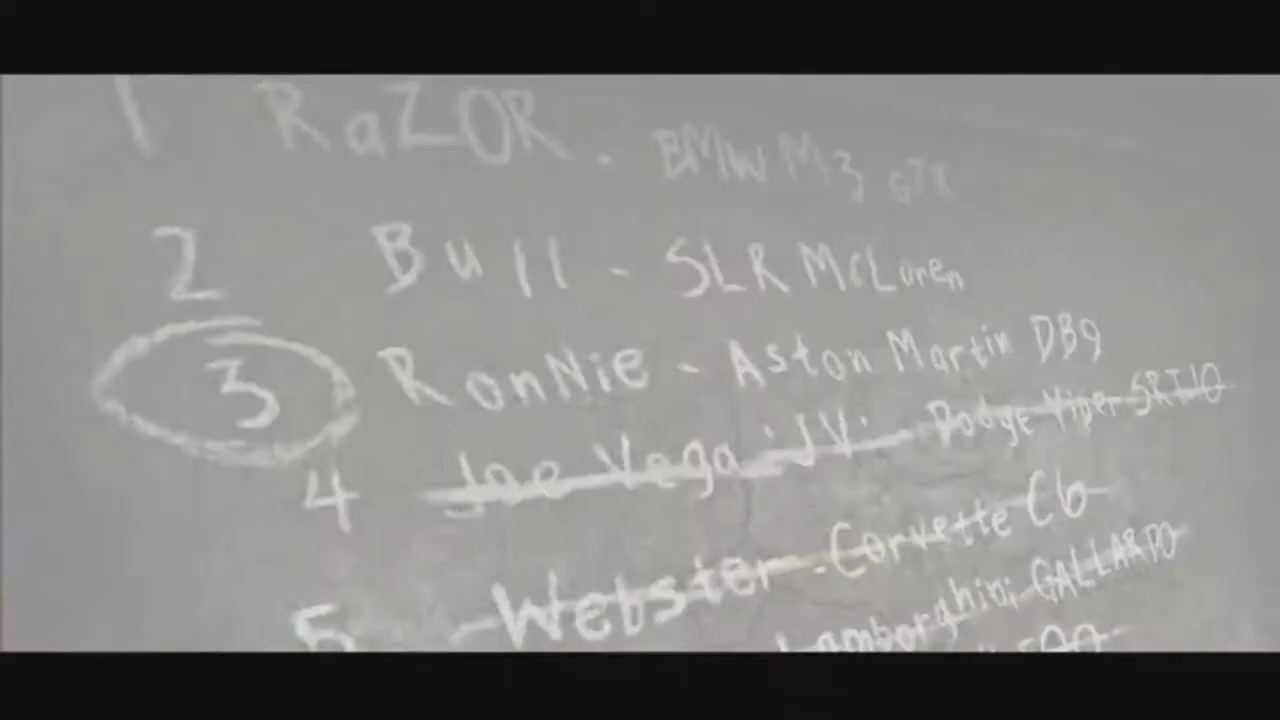 1 RaZOR. BMW M3 GTR
2 Bull - SLR McLaren
3 RonNie - Aston Martin DB9
4 Joe Vega "JV" - Dodge Viper SRT10
5 Webster - Corvette C6
Lamborghini GALLARDO